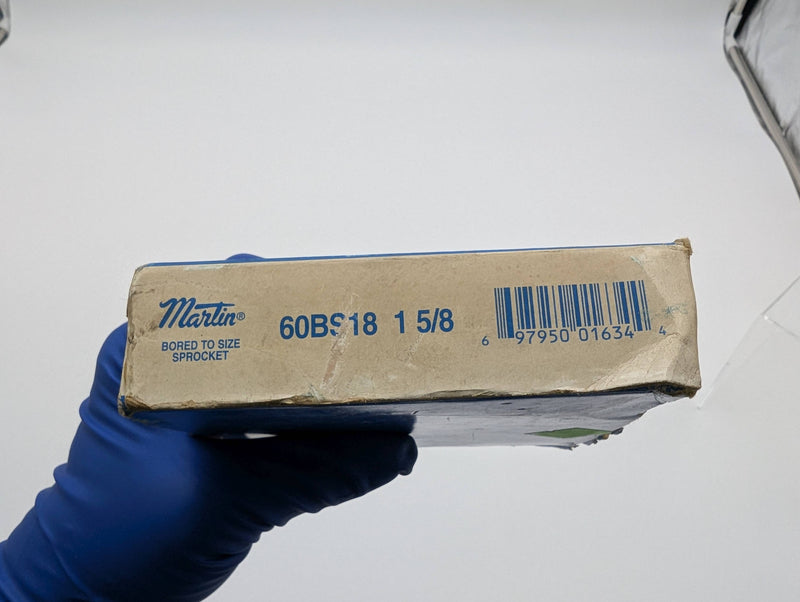 Martin®
BORED TO SIZE
SPROCKET
60BS18 1 5/8
6 97950 01634 4